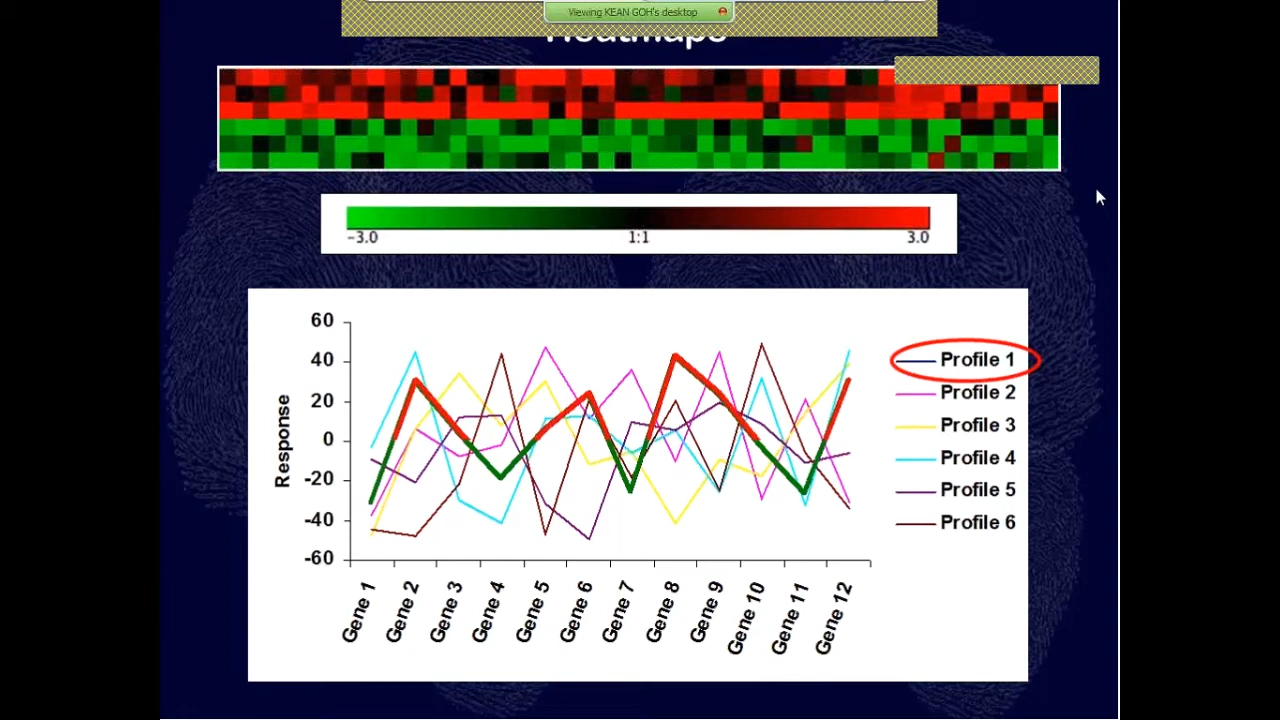 Viewing KEAN GOH's desktop
Heatmaps
-3.0 1:1 3.0
60
40
20
0
-20
-40
-60
Response
Gene 1 Gene 2 Gene 3 Gene 4 Gene 5 Gene 6 Gene 7 Gene 8 Gene 9 Gene 10 Gene 11 Gene 12
Profile 1
Profile 2
Profile 3
Profile 4
Profile 5
Profile 6